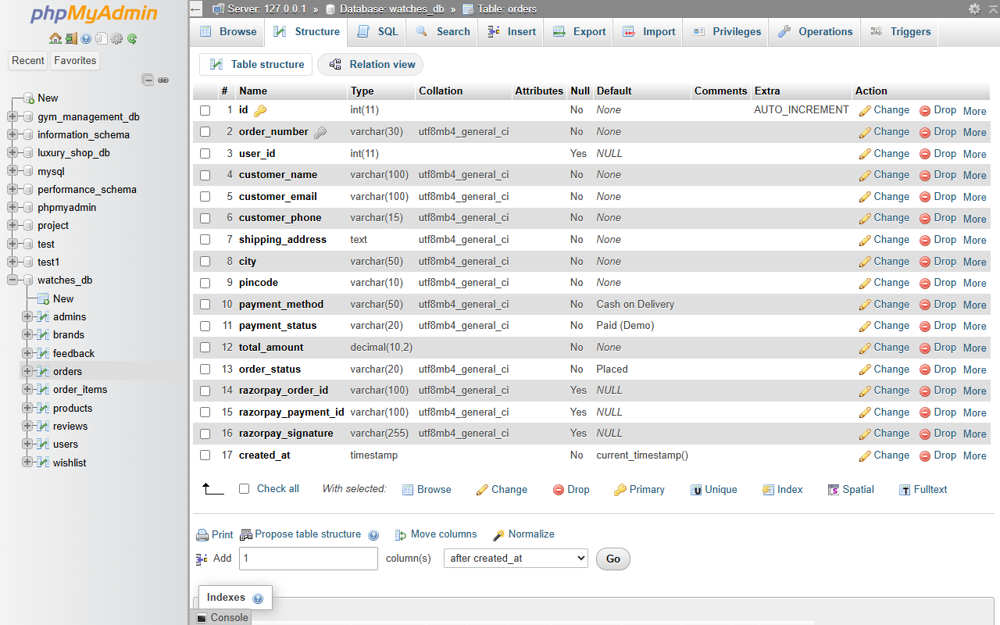 phpMyAdmin
Recent Favorites
New
gym_management_db
information_schema
luxury_shop_db
mysql
performance_schema
phpmyadmin
project
test
test1
watches_db
New
admins
brands
feedback
orders
order_items
products
reviews
users
wishlist
Server: 127.0.0.1 » Database: watches_db » Table: orders
Browse Structure SQL Search Insert Export Import Privileges Operations Triggers
Table structure Relation view
# Name Type Collation Attributes Null Default Comments Extra Action
1 id int(11) No None AUTO_INCREMENT Change Drop More
2 order_number varchar(30) utf8mb4_general_ci No None Change Drop More
3 user_id int(11) Yes NULL Change Drop More
4 customer_name varchar(100) utf8mb4_general_ci No None Change Drop More
5 customer_email varchar(100) utf8mb4_general_ci No None Change Drop More
6 customer_phone varchar(15) utf8mb4_general_ci No None Change Drop More
7 shipping_address text utf8mb4_general_ci No None Change Drop More
8 city varchar(50) utf8mb4_general_ci No None Change Drop More
9 pincode varchar(10) utf8mb4_general_ci No None Change Drop More
10 payment_method varchar(50) utf8mb4_general_ci No Cash on Delivery Change Drop More
11 payment_status varchar(20) utf8mb4_general_ci No Paid (Demo) Change Drop More
12 total_amount decimal(10,2) No None Change Drop More
13 order_status varchar(20) utf8mb4_general_ci No Placed Change Drop More
14 razorpay_order_id varchar(100) utf8mb4_general_ci Yes NULL Change Drop More
15 razorpay_payment_id varchar(100) utf8mb4_general_ci Yes NULL Change Drop More
16 razorpay_signature varchar(255) utf8mb4_general_ci Yes NULL Change Drop More
17 created_at timestamp No current_timestamp() Change Drop More
Check all With selected: Browse Change Drop Primary Unique Index Spatial Fulltext
Print Propose table structure Move columns Normalize
Add 1 column(s) after created_at Go
Indexes
Console